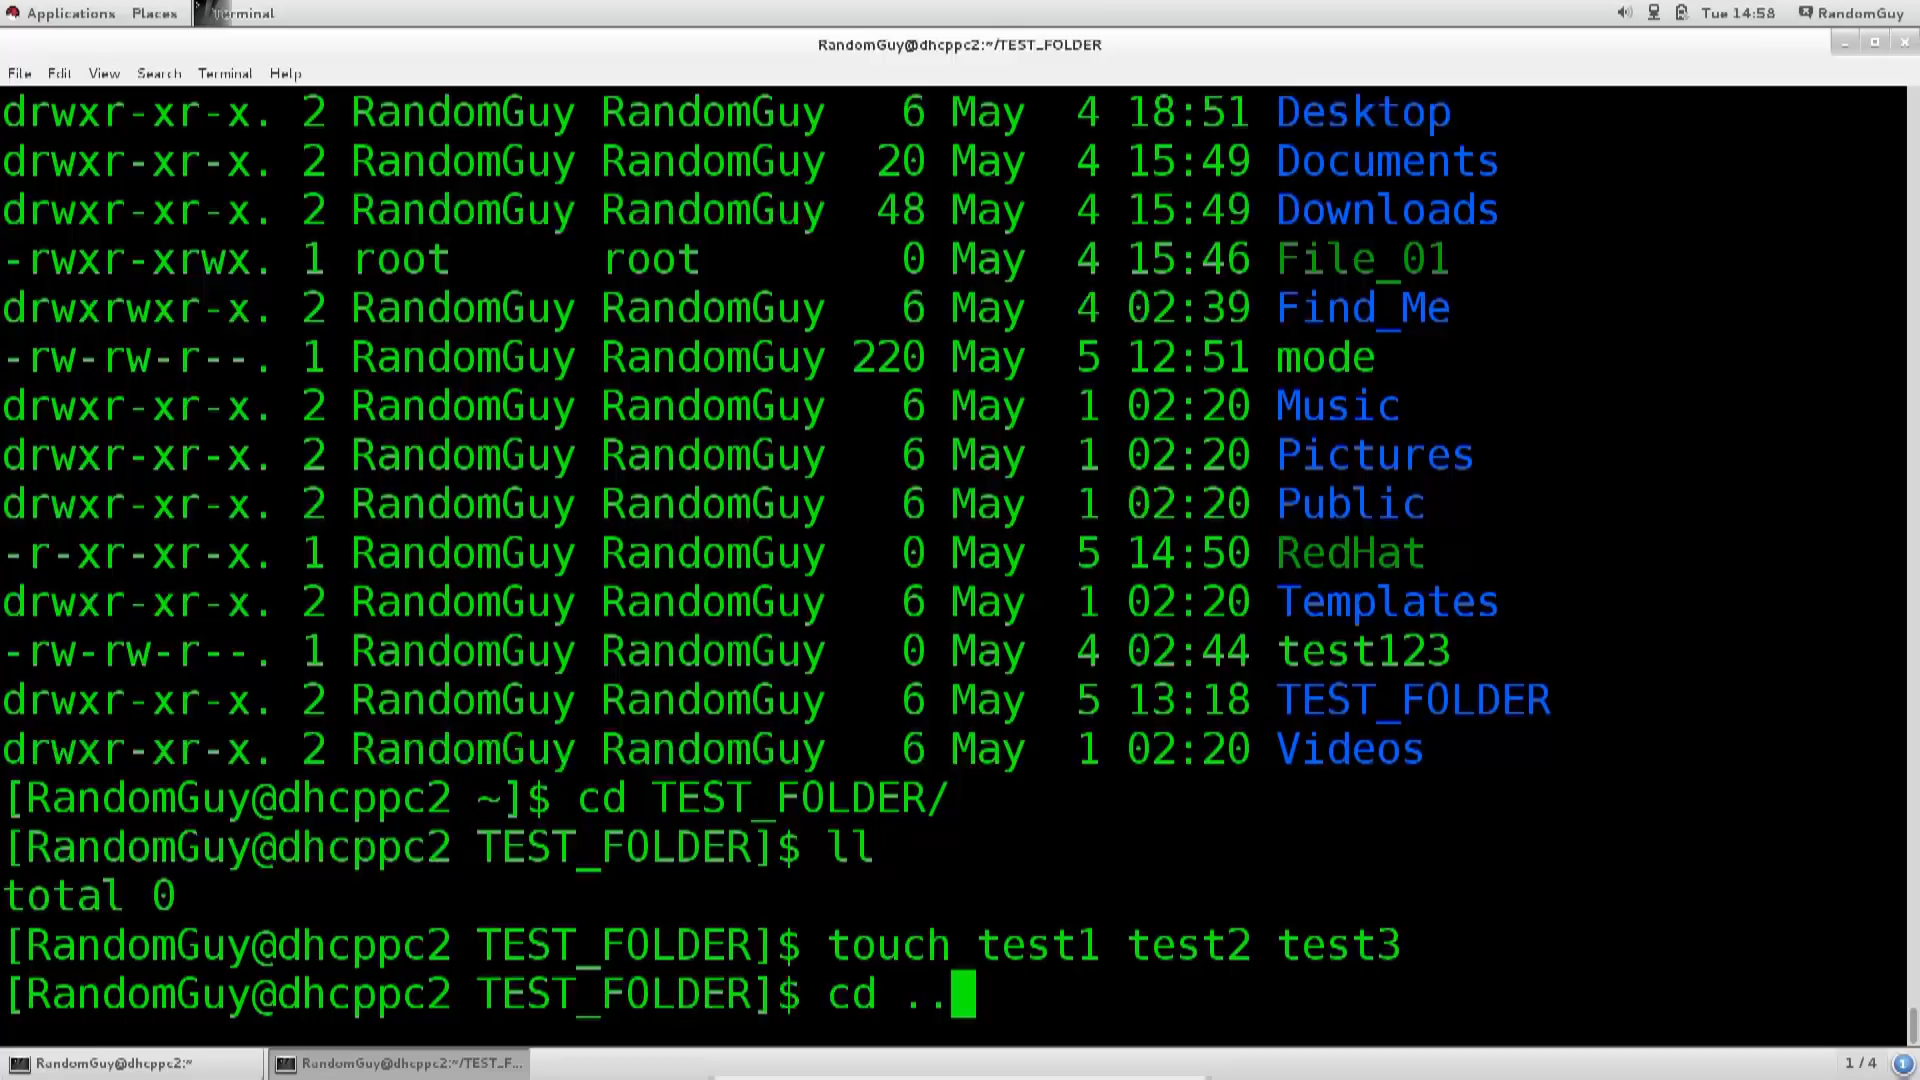 Applications Places Terminal Tue 14:58 RandomGuy
RandomGuy@dhcppc2:~/TEST_FOLDER
File Edit View Search Terminal Help
drwxr-xr-x. 2 RandomGuy RandomGuy 6 May 4 18:51 Desktop
drwxr-xr-x. 2 RandomGuy RandomGuy 20 May 4 15:49 Documents
drwxr-xr-x. 2 RandomGuy RandomGuy 48 May 4 15:49 Downloads
-rwxr-xrwx. 1 root root 0 May 4 15:46 File_01
drwxrwxr-x. 2 RandomGuy RandomGuy 6 May 4 02:39 Find_Me
-rw-rw-r--. 1 RandomGuy RandomGuy 220 May 5 12:51 mode
drwxr-xr-x. 2 RandomGuy RandomGuy 6 May 1 02:20 Music
drwxr-xr-x. 2 RandomGuy RandomGuy 6 May 1 02:20 Pictures
drwxr-xr-x. 2 RandomGuy RandomGuy 6 May 1 02:20 Public
-r-xr-xr-x. 1 RandomGuy RandomGuy 0 May 5 14:50 RedHat
drwxr-xr-x. 2 RandomGuy RandomGuy 6 May 1 02:20 Templates
-rw-rw-r--. 1 RandomGuy RandomGuy 0 May 4 02:44 test123
drwxr-xr-x. 2 RandomGuy RandomGuy 6 May 5 13:18 TEST_FOLDER
drwxr-xr-x. 2 RandomGuy RandomGuy 6 May 1 02:20 Videos
[RandomGuy@dhcppc2 ~]$ cd TEST_FOLDER/
[RandomGuy@dhcppc2 TEST_FOLDER]$ ll
total 0
[RandomGuy@dhcppc2 TEST_FOLDER]$ touch test1 test2 test3
[RandomGuy@dhcppc2 TEST_FOLDER]$ cd ..
RandomGuy@dhcppc2:~ RandomGuy@dhcppc2:~/TEST_F... 1 / 4 1